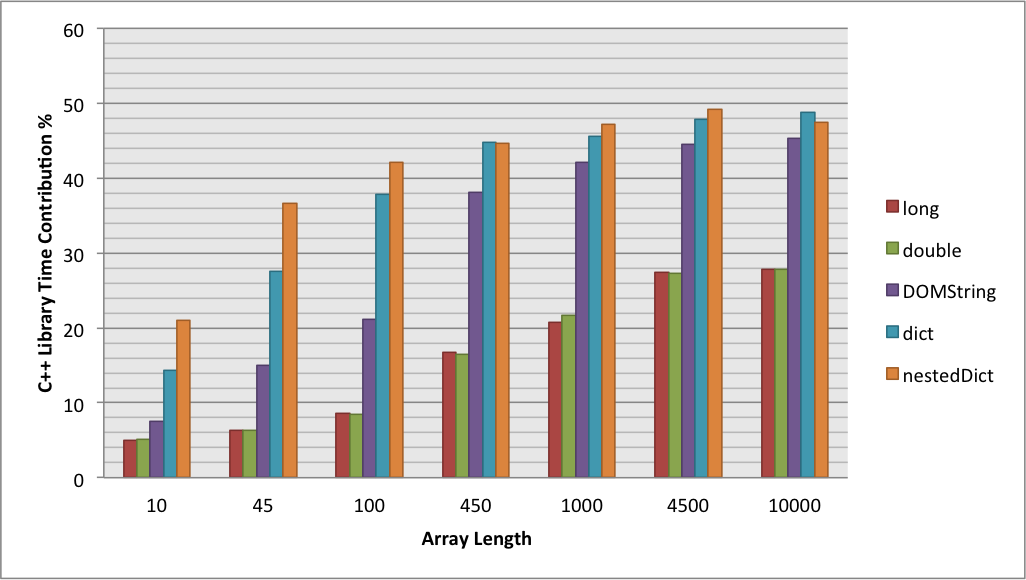 60
50
40
30
20
10
0
C++ Library Time Contribution %
10 45 100 450 1000 4500 10000
Array Length
long
double
DOMString
dict
nestedDict